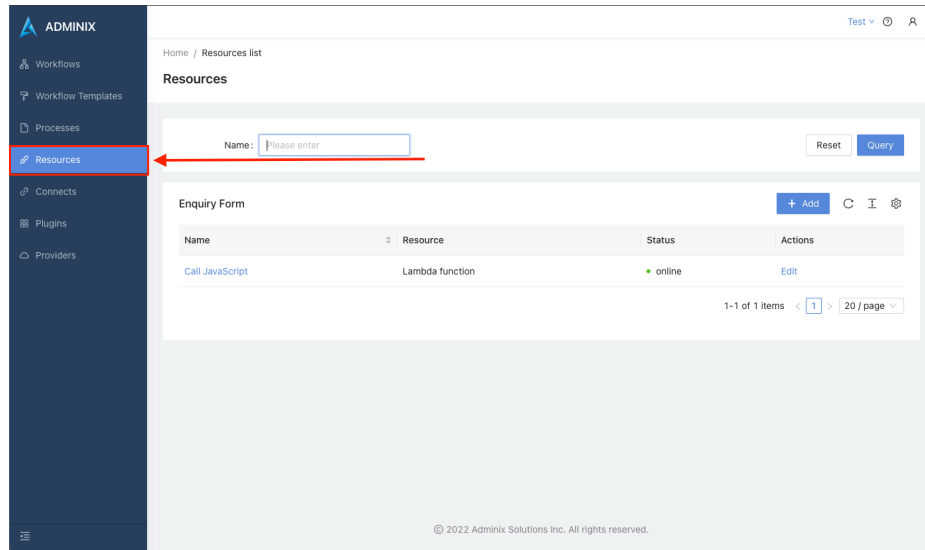 ADMINIX
Test
Home / Resources list
Resources
Workflows
Workflow Templates
Processes
Resources
Connects
Plugins
Providers
Name: Please enter
Reset Query
Enquiry Form
+ Add
Name Resource Status Actions
Call JavaScript Lambda function online Edit
1-1 of 1 items < 1 > 20 / page
© 2022 Adminix Solutions Inc. All rights reserved.